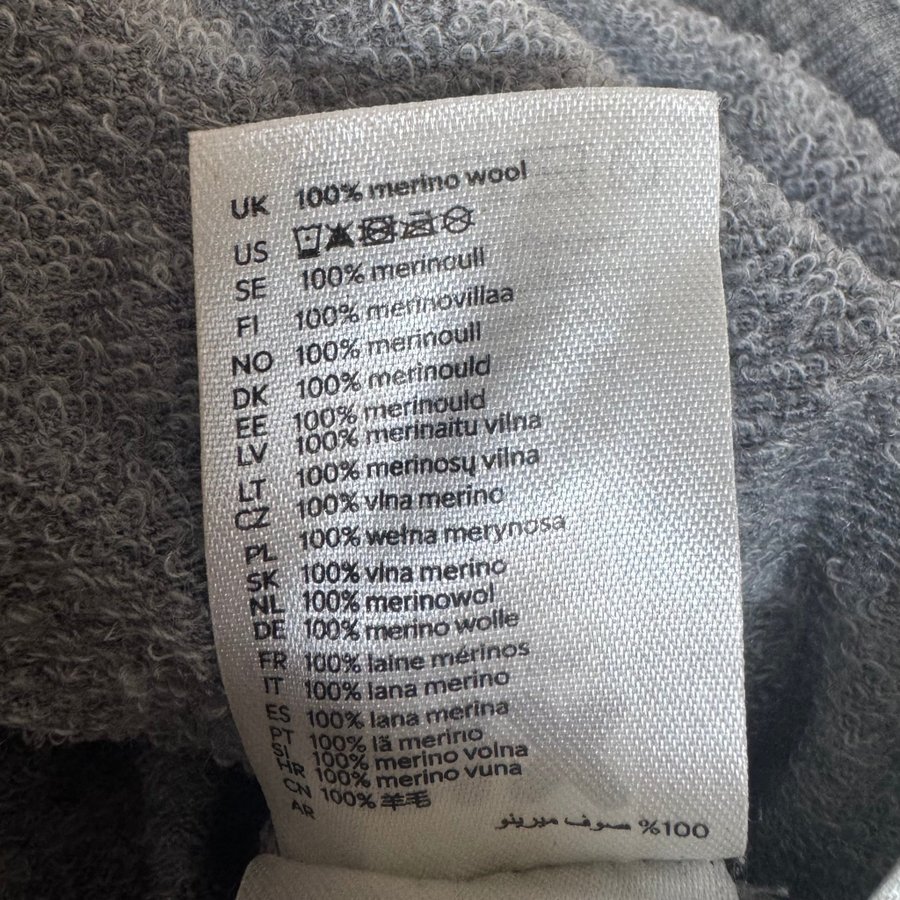 UK 100% merino wool
US
SE 100% merinoull
FI 100% merinovillaa
NO 100% merinoull
DK 100% merinould
EE 100% merinould
LV 100% merinaitu vilna
LT 100% merinosų vilna
CZ 100% vlna merino
PL 100% wełna merynosa
SK 100% vlna merino
NL 100% merinowol
DE 100% merino wolle
FR 100% laine mérinos
IT 100% lana merino
ES 100% lana merina
PT 100% lã merino
SI 100% merino volna
HR 100% merino vuna
CN 100% 羊毛
AR %100 صوف ميرينو